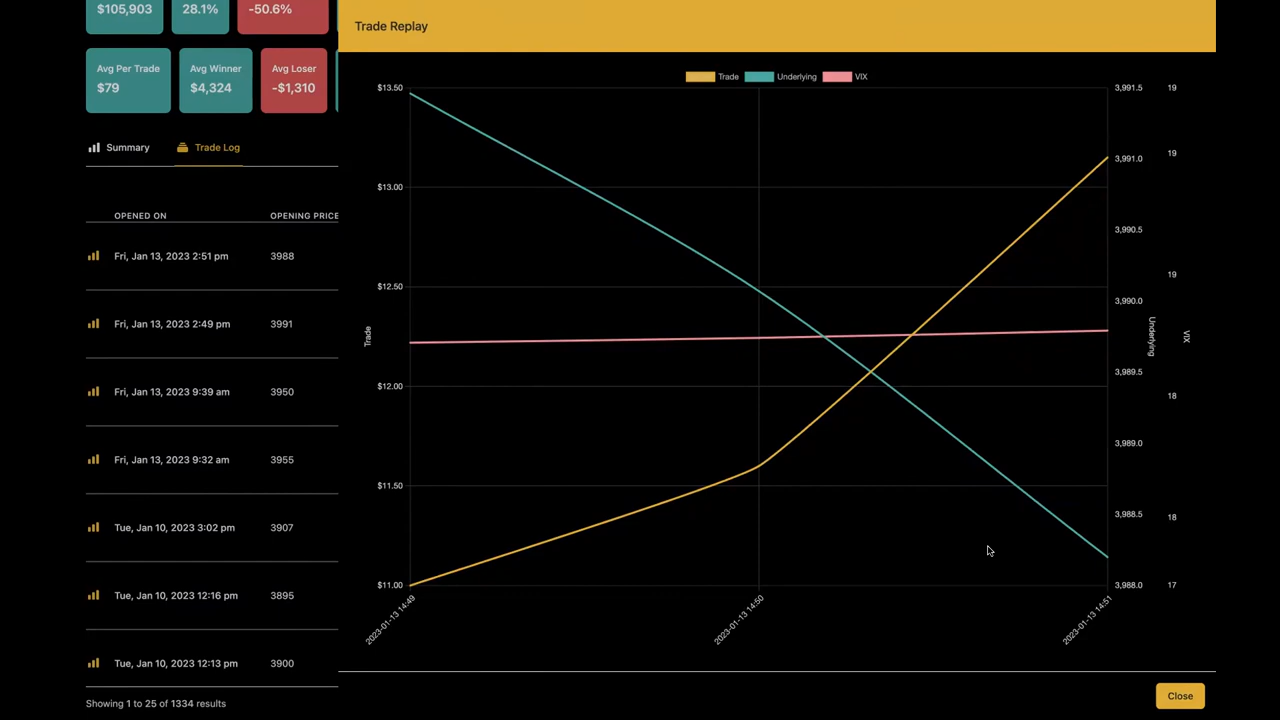 $105,903 28.1% -50.6%
Avg Per Trade Avg Winner Avg Loser
$79 $4,324 -$1,310
Summary Trade Log
OPENED ON OPENING PRICE
Fri, Jan 13, 2023 2:51 pm 3988
Fri, Jan 13, 2023 2:49 pm 3991
Fri, Jan 13, 2023 9:39 am 3950
Fri, Jan 13, 2023 9:32 am 3955
Tue, Jan 10, 2023 3:02 pm 3907
Tue, Jan 10, 2023 12:16 pm 3895
Tue, Jan 10, 2023 12:13 pm 3900
Showing 1 to 25 of 1334 results
Trade Replay
Trade Underlying VIX
$13.50
$13.00
$12.50
$12.00
$11.50
$11.00
Trade
3,991.5
3,991.0
3,990.5
3,990.0
3,989.5
3,989.0
3,988.5
3,988.0
Underlying
19
19
19
18
18
17
VIX
2023-01-13 14:49
2023-01-13 14:50
2023-01-13 14:51
Close